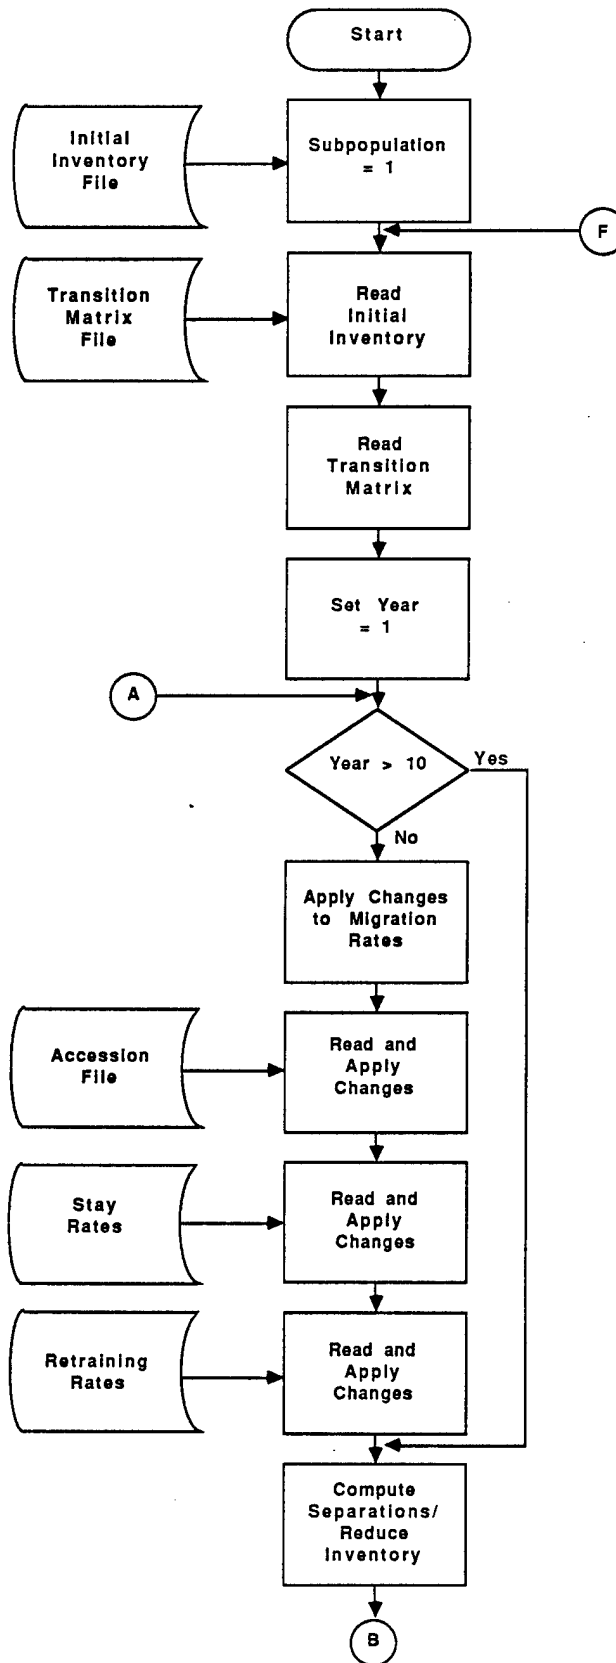 Start
Initial
Inventory
File
Subpopulation
= 1
F
Transition
Matrix
File
Read
Initial
Inventory
Read
Transition
Matrix
Set Year
= 1
A
Year > 10
Yes
No
Apply Changes
to Migration
Rates
Accession
File
Read and
Apply
Changes
Stay
Rates
Read and
Apply
Changes
Retraining
Rates
Read and
Apply
Changes
Compute
Separations/
Reduce
Inventory
B